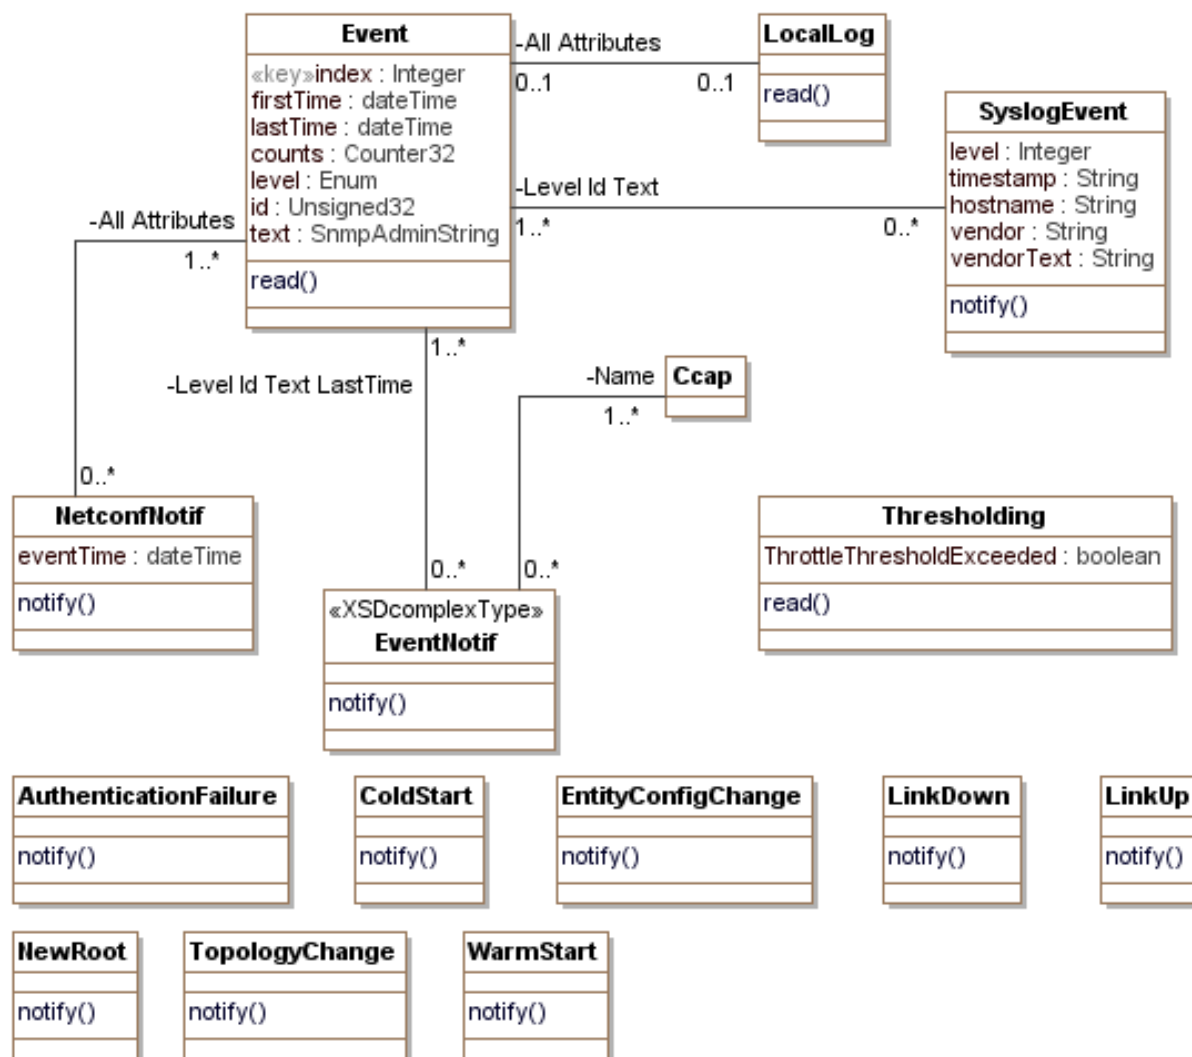 Event
«key»index : Integer
firstTime : dateTime
lastTime : dateTime
counts : Counter32
level : Enum
id : Unsigned32
text : SnmpAdminString
read()
-All Attributes
0..1
0..1
LocalLog
read()
-Level Id Text
1..*
0..*
SyslogEvent
level : Integer
timestamp : String
hostname : String
vendor : String
vendorText : String
notify()
-All Attributes
1..*
0..*
1..*
-Level Id Text LastTime
0..*
-Name
1..*
0..*
Ccap
NetconfNotif
eventTime : dateTime
notify()
«XSDcomplexType»
EventNotif
notify()
Thresholding
ThrottleThresholdExceeded : boolean
read()
AuthenticationFailure
notify()
ColdStart
notify()
EntityConfigChange
notify()
LinkDown
notify()
LinkUp
notify()
NewRoot
notify()
TopologyChange
notify()
WarmStart
notify()